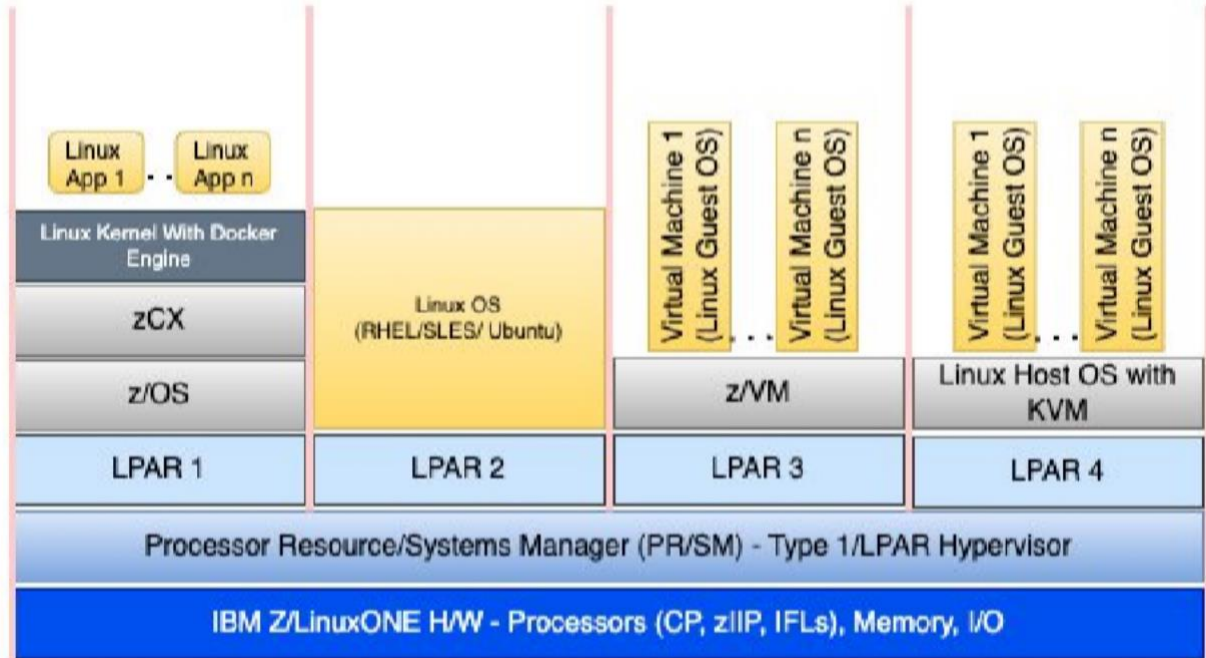 Linux
App 1
. .
Linux
App n
Linux Kernel With Docker
Engine
zCX
z/OS
LPAR 1
Linux OS
(RHEL/SLES/ Ubuntu)
LPAR 2
Virtual Machine 1
(Linux Guest OS)
. . .
Virtual Machine n
(Linux Guest OS)
z/VM
LPAR 3
Virtual Machine 1
(Linux Guest OS)
. . .
Virtual Machine n
(Linux Guest OS)
Linux Host OS with
KVM
LPAR 4
Processor Resource/Systems Manager (PR/SM) - Type 1/LPAR Hypervisor
IBM Z/LinuxONE H/W - Processors (CP, zIIP, IFLs), Memory, I/O